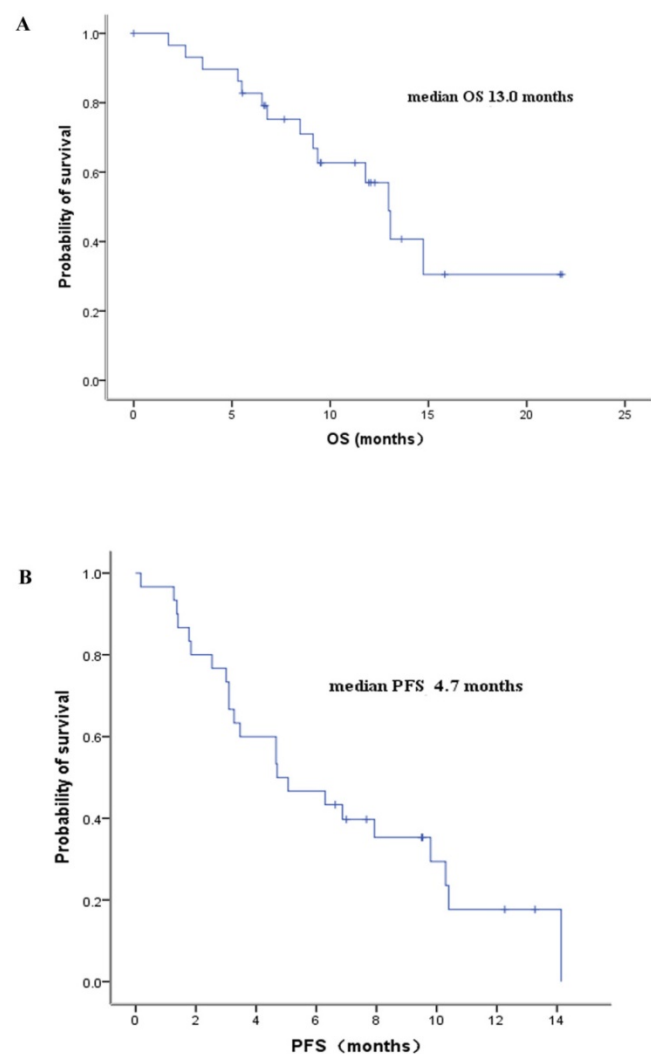 A
1.0
0.8
0.6
0.4
0.2
0.0
Probability of survival
median OS 13.0 months
0 5 10 15 20 25
OS (months)
B
1.0
0.8
0.6
0.4
0.2
0.0
Probability of survival
median PFS 4.7 months
0 2 4 6 8 10 12 14
PFS (months)